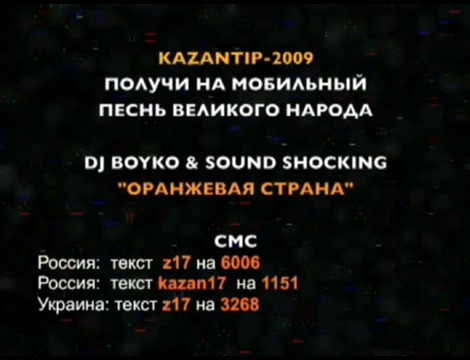 KAZANTIP-2009
ПОЛУЧИ НА МОБИЛЬНЫЙ
ПЕСНЬ ВЕЛИКОГО НАРОДА
DJ BOYKO & SOUND SHOCKING
"ОРАНЖЕВАЯ СТРАНА"
СМС
Россия: текст z17 на 6006
Россия: текст kazan17 на 1151
Украина: текст z17 на 3268